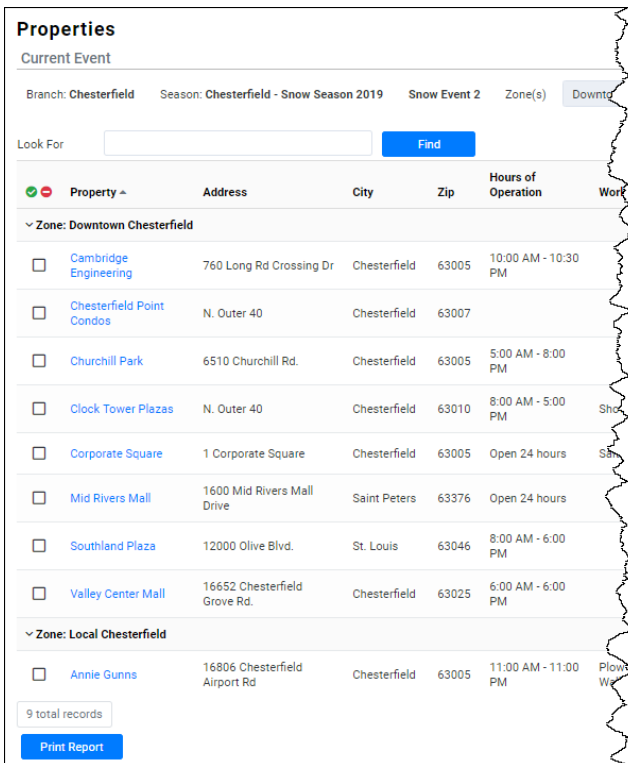 Properties
Current Event
Branch: Chesterfield Season: Chesterfield - Snow Season 2019 Snow Event 2 Zone(s)
Look For Find
Property Address City Zip Hours of Operation
Zone: Downtown Chesterfield
Cambridge Engineering 760 Long Rd Crossing Dr Chesterfield 63005 10:00 AM - 10:30 PM
Chesterfield Point Condos N. Outer 40 Chesterfield 63007
Churchill Park 6510 Churchill Rd. Chesterfield 63005 5:00 AM - 8:00 PM
Clock Tower Plazas N. Outer 40 Chesterfield 63010 8:00 AM - 5:00 PM
Corporate Square 1 Corporate Square Chesterfield 63005 Open 24 hours
Mid Rivers Mall 1600 Mid Rivers Mall Drive Saint Peters 63376 Open 24 hours
Southland Plaza 12000 Olive Blvd. St. Louis 63046 8:00 AM - 6:00 PM
Valley Center Mall 16652 Chesterfield Grove Rd. Chesterfield 63025 6:00 AM - 6:00 PM
Zone: Local Chesterfield
Annie Gunns 16806 Chesterfield Airport Rd Chesterfield 63005 11:00 AM - 11:00 PM
9 total records
Print Report